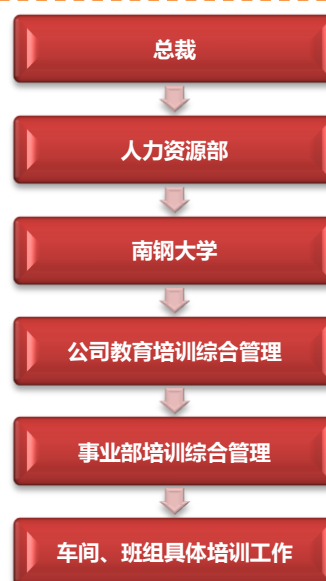 总裁
人力资源部
南钢大学
公司教育培训综合管理
事业部培训综合管理
车间、班组具体培训工作